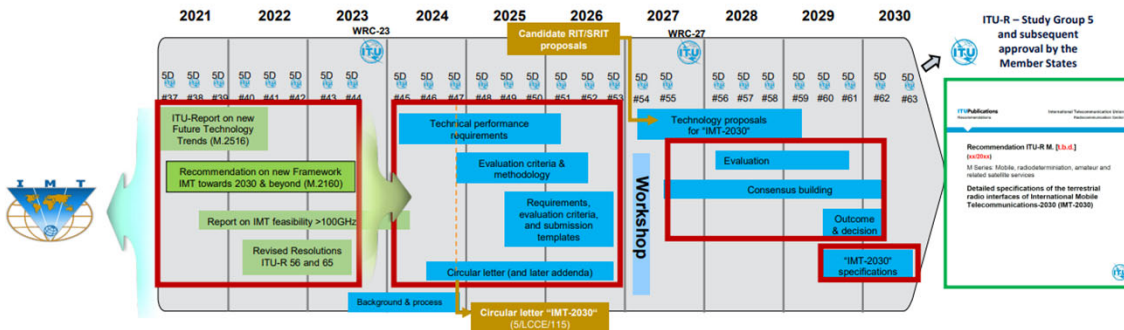 2021 2022 2023 2024 2025 2026 2027 2028 2029 2030
WRC-23
WRC-27
Candidate RIT/SRIT
proposals
5D 5D 5D 5D 5D 5D 5D 5D 5D 5D 5D 5D 5D 5D 5D 5D 5D 5D 5D 5D 5D 5D 5D 5D 5D 5D 5D
#37 #38 #39 #40 #41 #42 #43 #44 #45 #46 #47 #48 #49 #50 #51 #52 #53 #54 #55 #56 #57 #58 #59 #60 #61 #62 #63
IMT
ITU-Report on new
Future Technology
Trends (M.2516)
Recommendation on new Framework
IMT towards 2030 & beyond (M.2160)
Report on IMT feasibility >100GHz
Revised Resolutions
ITU-R 56 and 65
Background & process
Technical performance
requirements
Evaluation criteria &
methodology
Requirements,
evaluation criteria,
and submission
templates
Circular letter (and later addenda)
Circular letter "IMT-2030"
(5/LCCE/115)
Workshop
Technology proposals
for "IMT-2030"
Evaluation
Consensus building
Outcome
& decision
"IMT-2030"
specifications
ITU
ITU-R – Study Group 5
and subsequent
approval by the
Member States
ITUPublications
Recommendations
International Telecommunication Union
Radiocommunication Sector
Recommendation ITU-R M. [t.b.d.]
(xx/20xx)
M Series: Mobile, radiodetermination, amateur and
related satellite services
Detailed specifications of the terrestrial
radio interfaces of International Mobile
Telecommunications-2030 (IMT-2030)